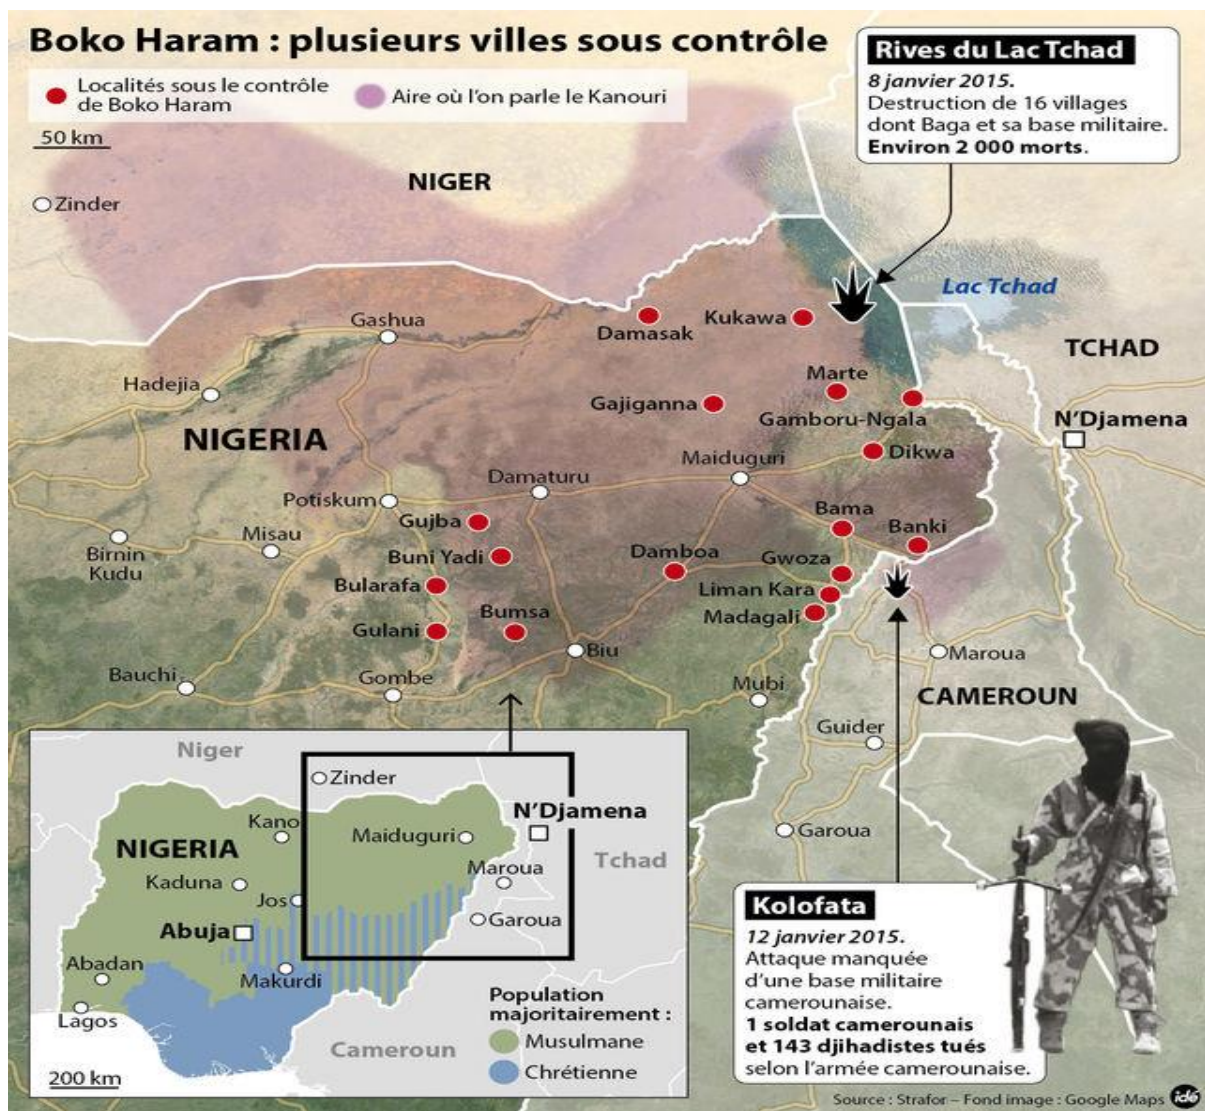 Boko Haram : plusieurs villes sous contrôle
Localités sous le contrôle
de Boko Haram
Aire où l'on parle le Kanouri
50 km
Rives du Lac Tchad
8 janvier 2015.
Destruction de 16 villages
dont Baga et sa base militaire.
Environ 2 000 morts.
NIGER
Zinder
Lac Tchad
Gashua
Damasak
Kukawa
TCHAD
Hadejia
Marte
Gajiganna
Gamboru-Ngala
N'Djamena
NIGERIA
Dikwa
Maiduguri
Damaturu
Potiskum
Gujba
Bama
Banki
Misau
Birnin
Kudu
Buni Yadi
Damboa
Gwoza
Bularafa
Liman Kara
Bumsa
Madagali
Gulani
Biu
Maroua
Bauchi
Gombe
Mubi
CAMEROUN
Guider
Garoua
Niger
Zinder
N'Djamena
Kano
Maiduguri
NIGERIA
Tchad
Kaduna
Maroua
Jos
Garoua
Abuja
Abadan
Makurdi
Lagos
Population
majoritairement :
Musulmane
Chrétienne
Cameroun
200 km
Kolofata
12 janvier 2015.
Attaque manquée
d'une base militaire
camerounaise.
1 soldat camerounais
et 143 djihadistes tués
selon l'armée camerounaise.
Source : Strafor – Fond image : Google Maps
idé